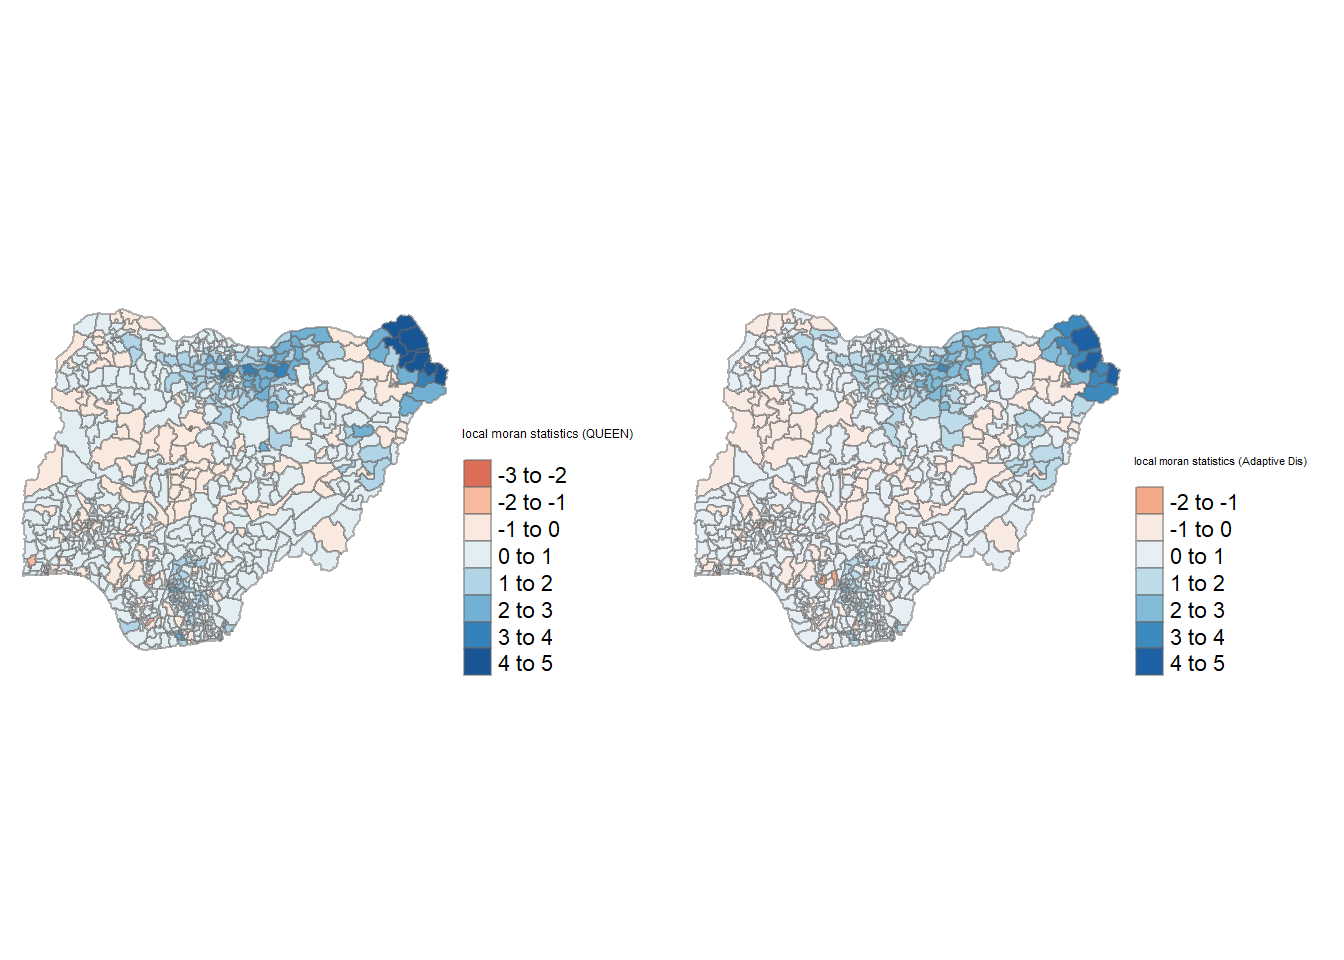 local moran statistics (QUEEN)
-3 to -2
-2 to -1
-1 to 0
0 to 1
1 to 2
2 to 3
3 to 4
4 to 5
local moran statistics (Adaptive Dis)
-2 to -1
-1 to 0
0 to 1
1 to 2
2 to 3
3 to 4
4 to 5